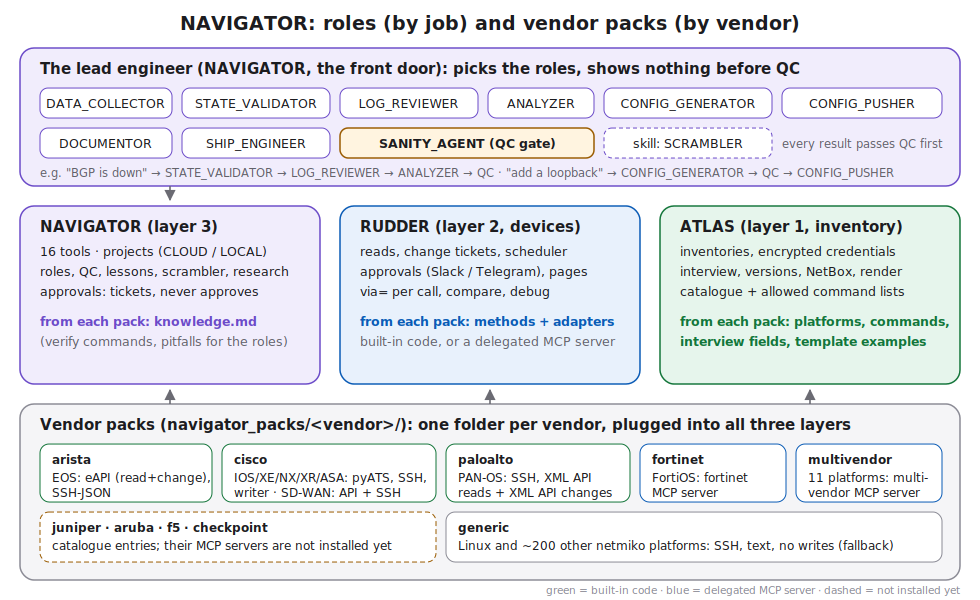 NAVIGATOR: roles (by job) and vendor packs (by vendor)
The lead engineer (NAVIGATOR, the front door): picks the roles, shows nothing before QC
DATA_COLLECTOR
STATE_VALIDATOR
LOG_REVIEWER
ANALYZER
CONFIG_GENERATOR
CONFIG_PUSHER
DOCUMENTOR
SHIP_ENGINEER
SANITY_AGENT (QC gate)
skill: SCRAMBLER
every result passes QC first
e.g. "BGP is down" → STATE_VALIDATOR → LOG_REVIEWER → ANALYZER → QC · "add a loopback" → CONFIG_GENERATOR → QC → CONFIG_PUSHER
NAVIGATOR (layer 3)
16 tools · projects (CLOUD / LOCAL)
roles, QC, lessons, scrambler, research
approvals: tickets, never approves
from each pack: knowledge.md
(verify commands, pitfalls for the roles)
RUDDER (layer 2, devices)
reads, change tickets, scheduler
approvals (Slack / Telegram), pages
via= per call, compare, debug
from each pack: methods + adapters
built-in code, or a delegated MCP server
ATLAS (layer 1, inventory)
inventories, encrypted credentials
interview, versions, NetBox, render
catalogue + allowed command lists
from each pack: platforms, commands,
interview fields, template examples
Vendor packs (navigator_packs/<vendor>/): one folder per vendor, plugged into all three layers
arista
EOS: eAPI (read+change),
SSH-JSON
cisco
IOS/XE/NX/XR/ASA: pyATS, SSH,
writer · SD-WAN: API + SSH
paloalto
PAN-OS: SSH, XML API
reads + XML API changes
fortinet
FortiOS: fortinet
MCP server
multivendor
11 platforms: multi-
vendor MCP server
juniper · aruba · f5 · checkpoint
catalogue entries; their MCP servers are not installed yet
generic
Linux and ~200 other netmiko platforms: SSH, text, no writes (fallback)
green = built-in code · blue = delegated MCP server · dashed = not installed yet